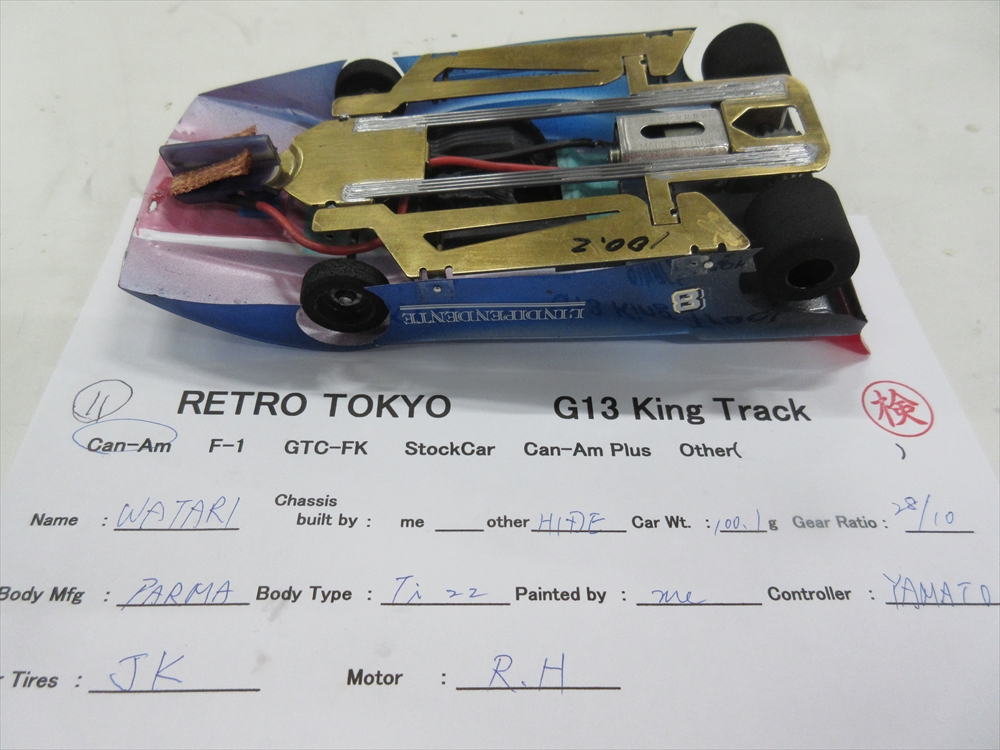 100.2
L'INDIPENDENTE
8
11 RETRO TOKYO G13 King Track 検
Can-Am F-1 GTC-FK StockCar Can-Am Plus Other( )
Name : WATARI Chassis built by : me other HIDE Car Wt. : 100.1 g Gear Ratio : 28/10
Body Mfg : PARMA Body Type : Ti 22 Painted by : me Controller : YAMATO
Tires : JK Motor : R.H